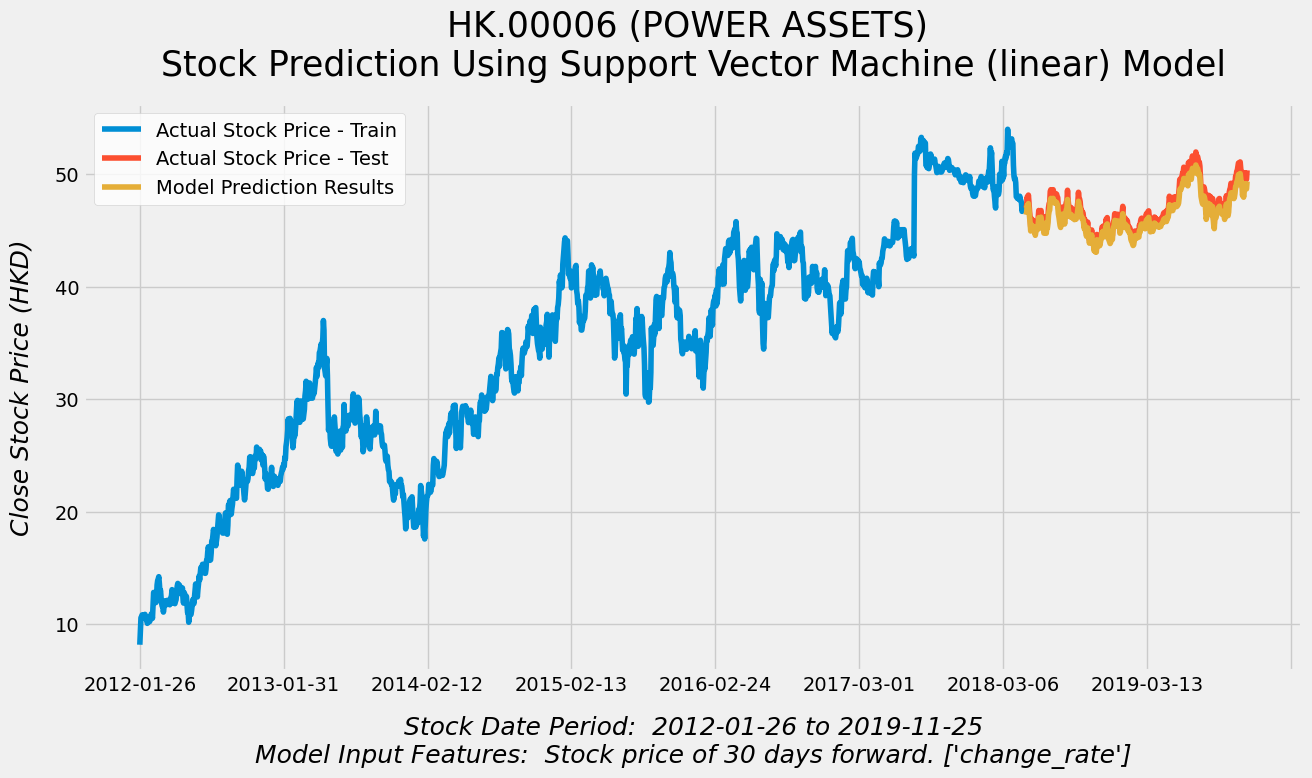 HK.00006 (POWER ASSETS)
Stock Prediction Using Support Vector Machine (linear) Model
Actual Stock Price - Train
Actual Stock Price - Test
Model Prediction Results
Close Stock Price (HKD)
50
40
30
20
10
2012-01-26
2013-01-31
2014-02-12
2015-02-13
2016-02-24
2017-03-01
2018-03-06
2019-03-13
Stock Date Period:  2012-01-26 to 2019-11-25
Model Input Features:  Stock price of 30 days forward. ['change_rate']